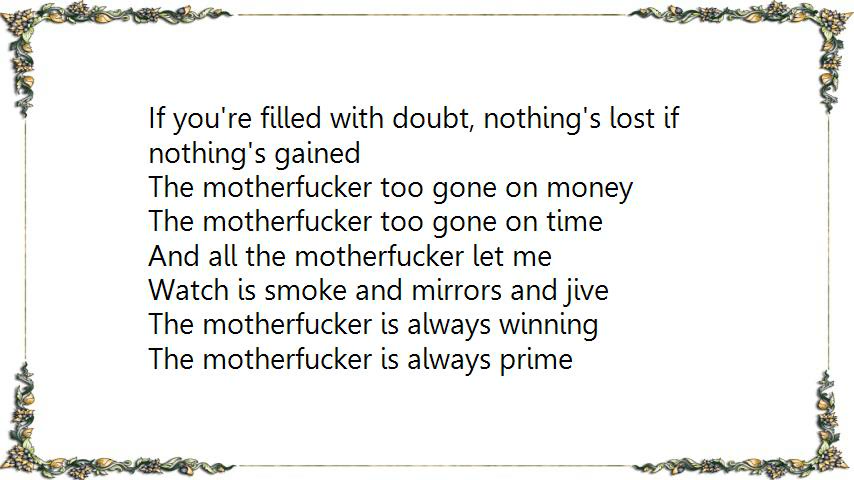 If you're filled with doubt, nothing's lost if
nothing's gained
The motherfucker too gone on money
The motherfucker too gone on time
And all the motherfucker let me
Watch is smoke and mirrors and jive
The motherfucker is always winning
The motherfucker is always prime